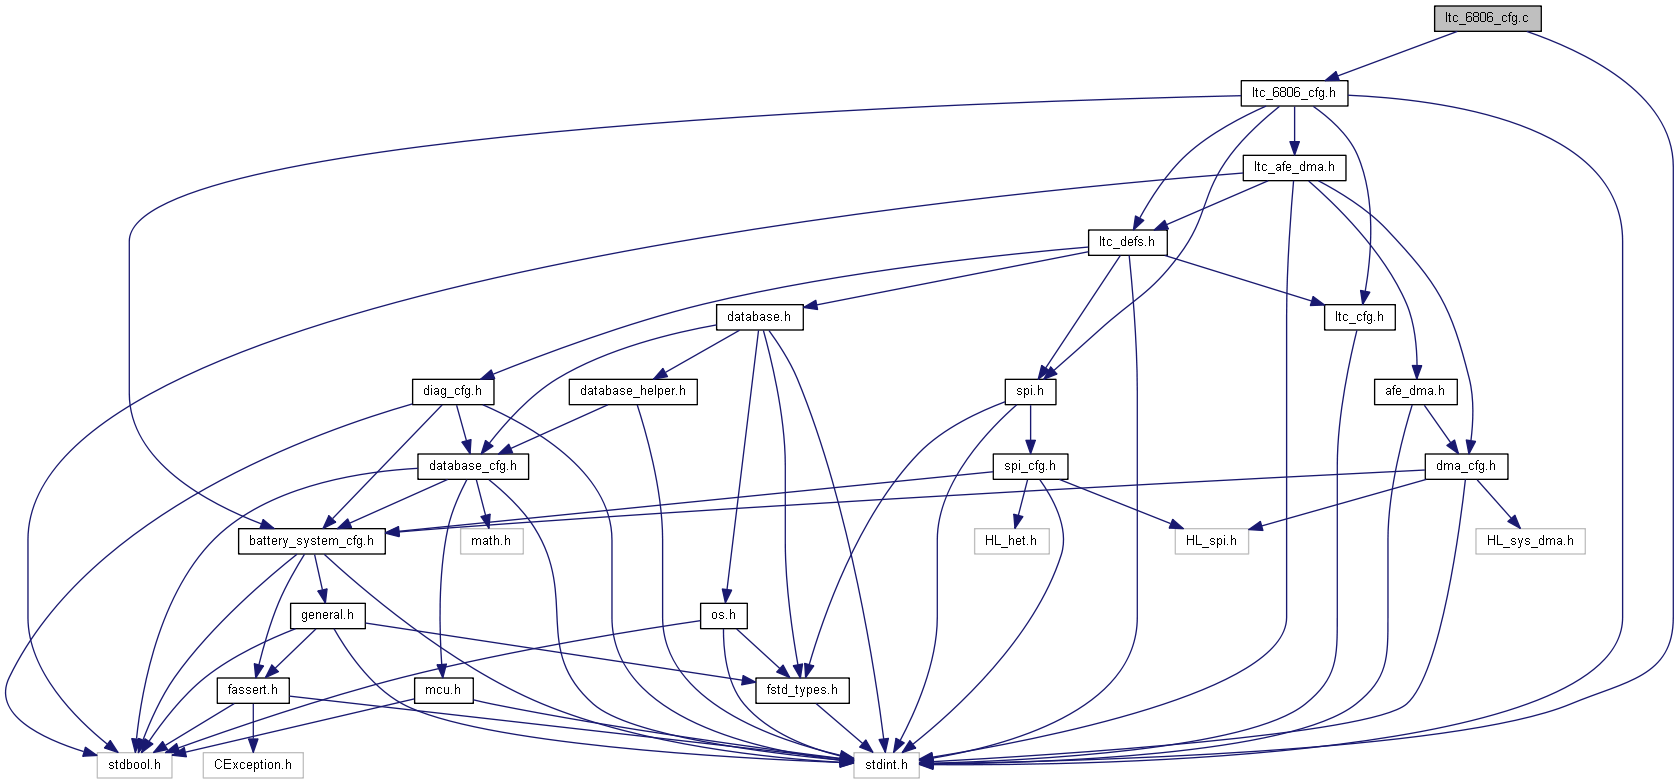 ltc_6806_cfg.c
ltc_6806_cfg.h
ltc_afe_dma.h
ltc_defs.h
database.h
ltc_cfg.h
diag_cfg.h
database_helper.h
spi.h
afe_dma.h
database_cfg.h
spi_cfg.h
dma_cfg.h
battery_system_cfg.h
math.h
HL_het.h
HL_spi.h
HL_sys_dma.h
general.h
os.h
fassert.h
mcu.h
fstd_types.h
stdbool.h
CException.h
stdint.h